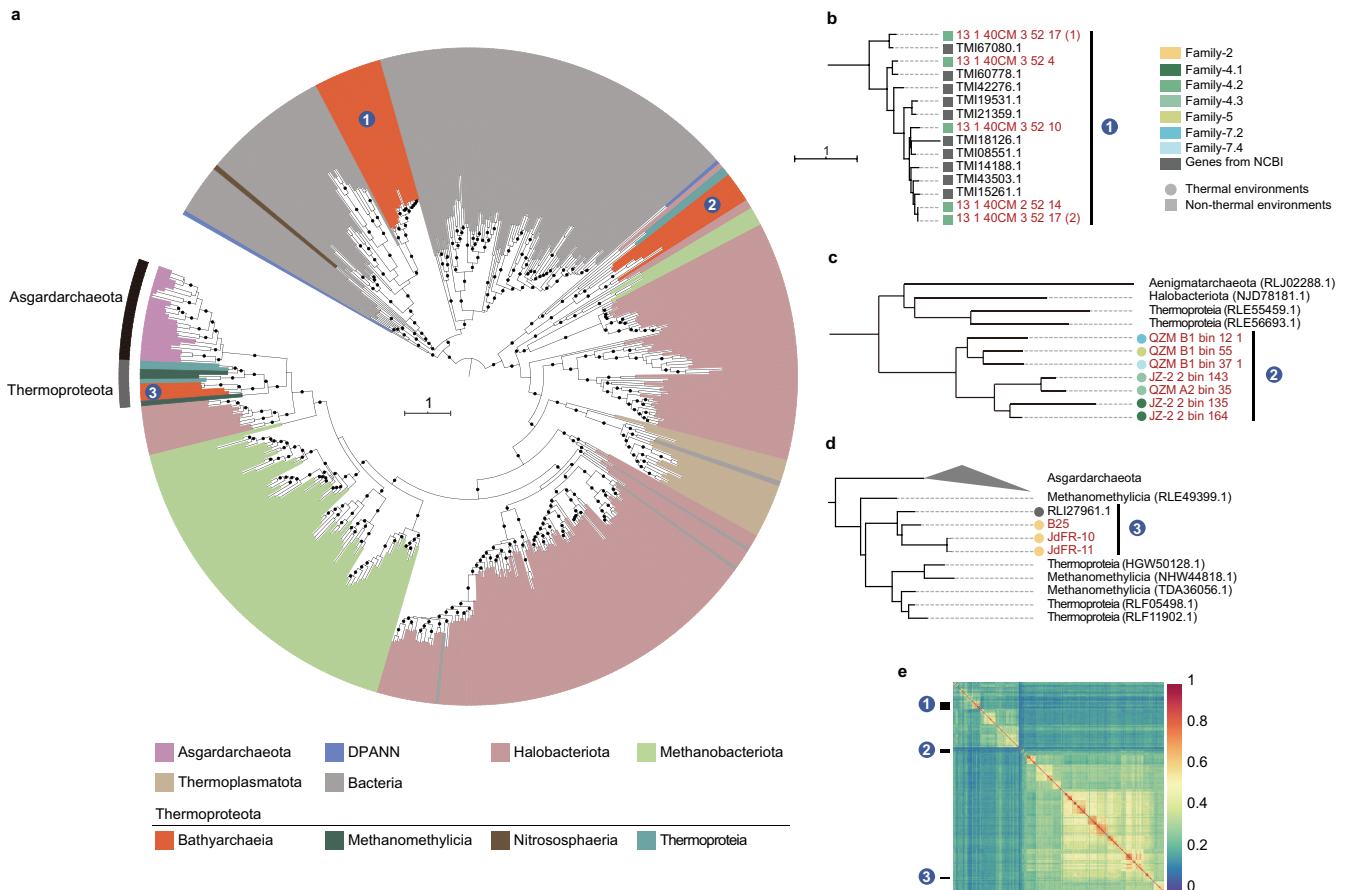 a
1
2
3
Asgardarchaeota
Thermoproteota
1
Asgardarchaeota
DPANN
Halobacteriota
Methanobacteriota
Thermoplasmatota
Bacteria
Thermoproteota
Bathyarchaeia
Methanomethylicia
Nitrososphaeria
Thermoproteia
b
13 1 40CM 3 52 17 (1)
TMI67080.1
13 1 40CM 3 52 4
TMI60778.1
TMI42276.1
TMI19531.1
TMI21359.1
13 1 40CM 3 52 10
TMI18126.1
TMI08551.1
TMI14188.1
TMI43503.1
TMI15261.1
13 1 40CM 2 52 14
13 1 40CM 3 52 17 (2)
1
1
Family-2
Family-4.1
Family-4.2
Family-4.3
Family-5
Family-7.2
Family-7.4
Genes from NCBI
Thermal environments
Non-thermal environments
c
Aenigmatarchaeota (RLJ02288.1)
Halobacteriota (NJD78181.1)
Thermoproteia (RLE55459.1)
Thermoproteia (RLE56693.1)
QZM B1 bin 12 1
QZM B1 bin 55
QZM B1 bin 37 1
JZ-2 2 bin 143
QZM A2 bin 35
JZ-2 2 bin 135
JZ-2 2 bin 164
2
d
Asgardarchaeota
Methanomethylicia (RLE49399.1)
RLI27961.1
B25
JdFR-10
JdFR-11
3
Thermoproteia (HGW50128.1)
Methanomethylicia (NHW44818.1)
Methanomethylicia (TDA36056.1)
Thermoproteia (RLF05498.1)
Thermoproteia (RLF11902.1)
e
1
2
3
1
0.8
0.6
0.4
0.2
0